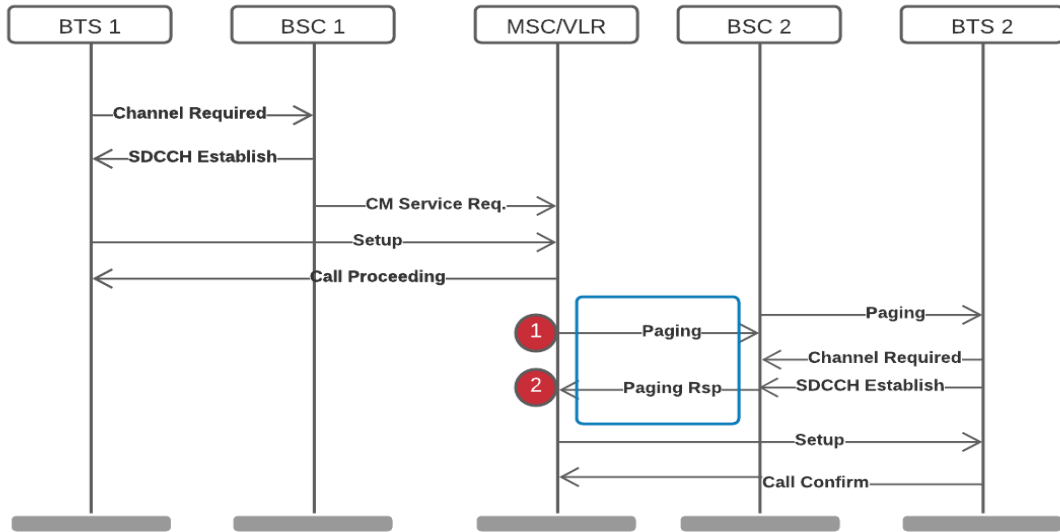 BTS 1
BSC 1
MSC/VLR
BSC 2
BTS 2
Channel Required
SDCCH Establish
CM Service Req.
Setup
Call Proceeding
Paging
1
Paging
Channel Required
2
Paging Rsp
SDCCH Establish
Setup
Call Confirm